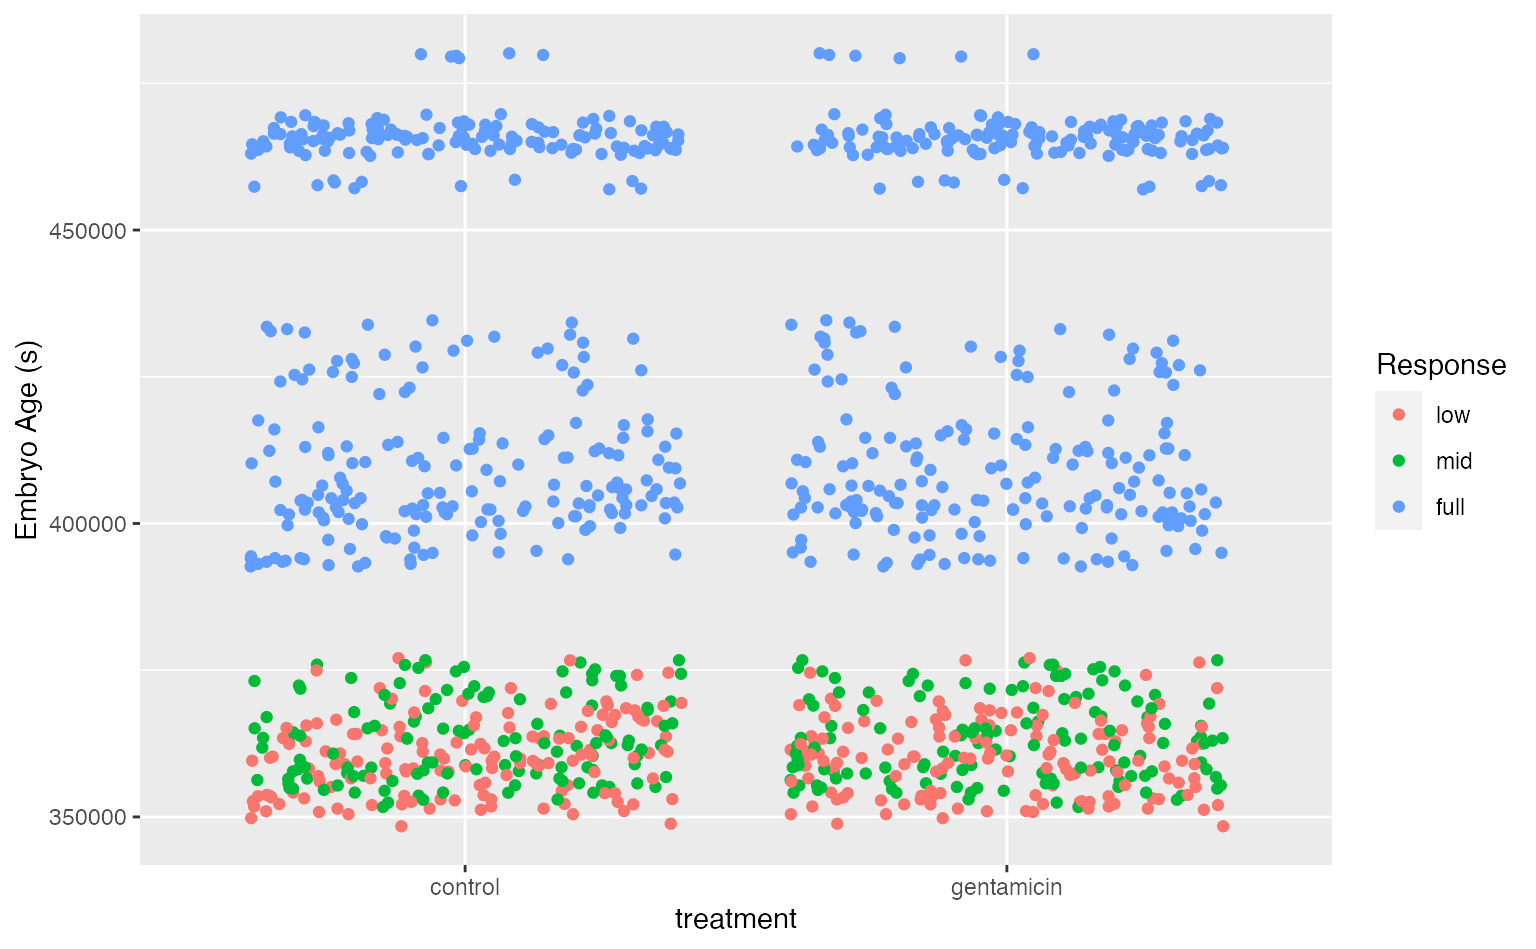 Embryo Age (s)
450000
400000
350000
control
gentamicin
treatment
Response
low
mid
full